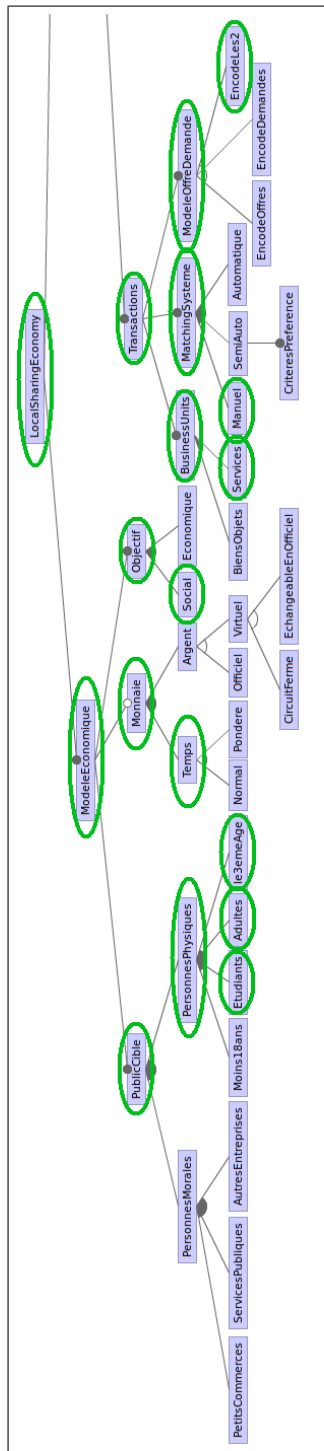 LocalSharingEconomy
ModeleEconomique
Transactions
PublicCible
Monnaie
Objectif
PersonnesMorales
PersonnesPhysiques
Temps
Argent
Social
Economique
BusinessUnits
MatchingSysteme
ModeleOffreDemande
PetitsCommerces
ServicesPubliques
AutresEntreprises
Moins18ans
Etudiants
Adultes
le3emeAge
Normal
Pondere
Officiel
Virtuel
BiensObjets
Services
Manuel
SemiAuto
Automatique
EncodeOffres
EncodeDemandes
EncodeLes2
CircuitFerme
EchangeableEnOfficiel
CriteresPreference